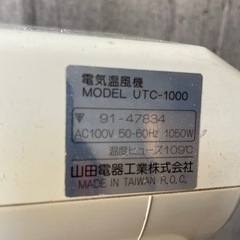 電気温風機
MODEL UTC-1000
91-47834
AC100V 50-60Hz 1050W
温度ヒューズ109℃
山田電器工業株式会社
MADE IN TAIWAN R.O.C.